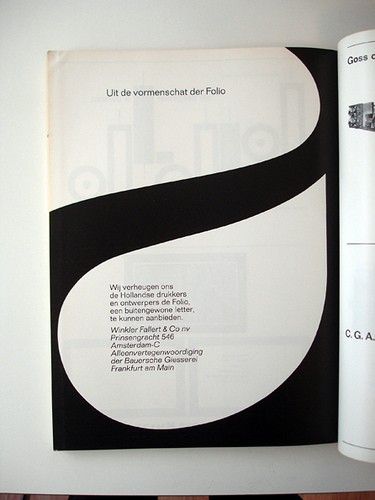 Uit de vormenschat der Folio
Wij verheugen ons
de Hollandse drukkers
en ontwerpers de Folio,
een buitengewone letter,
te kunnen aanbieden.
Winkler Fallert & Co nv
Prinsengracht 546
Amsterdam-C
Alleenvertegenwoordiging
der Bauersche Giesserei
Frankfurt am Main
Goss
C.G.A.